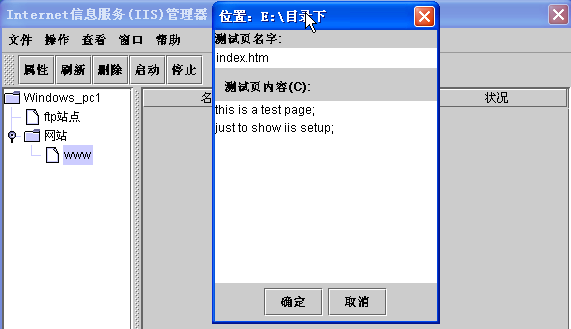 Internet信息服务(IIS)管理器
文件 操作 查看 窗口 帮助
属性 刷新 删除 启动 停止
Windows_pc1
ftp站点
网站
www
状况
位置: E:\目录下
测试页名字:
index.htm
测试页内容(C):
this is a test page;
just to show iis setup;
确定 取消